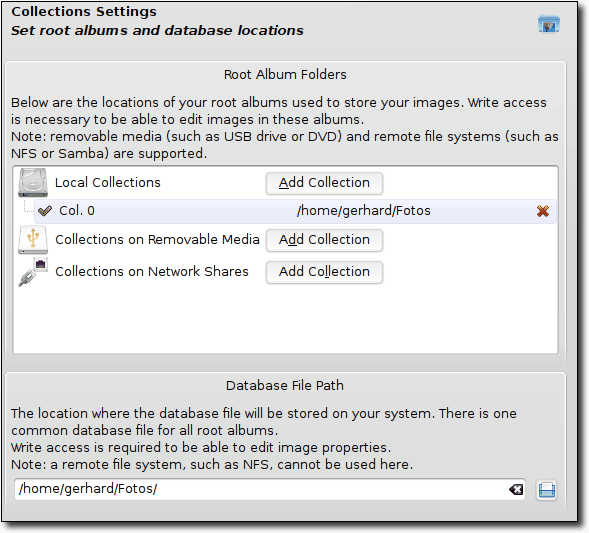 Collections Settings
Set root albums and database locations
Root Album Folders
Below are the locations of your root albums used to store your images. Write access
is necessary to be able to edit images in these albums.
Note: removable media (such as USB drive or DVD) and remote file systems (such as
NFS or Samba) are supported.
Local Collections Add Collection
Col. 0 /home/gerhard/Fotos
Collections on Removable Media Add Collection
Collections on Network Shares Add Collection
Database File Path
The location where the database file will be stored on your system. There is one
common database file for all root albums.
Write access is required to be able to edit image properties.
Note: a remote file system, such as NFS, cannot be used here.
/home/gerhard/Fotos/